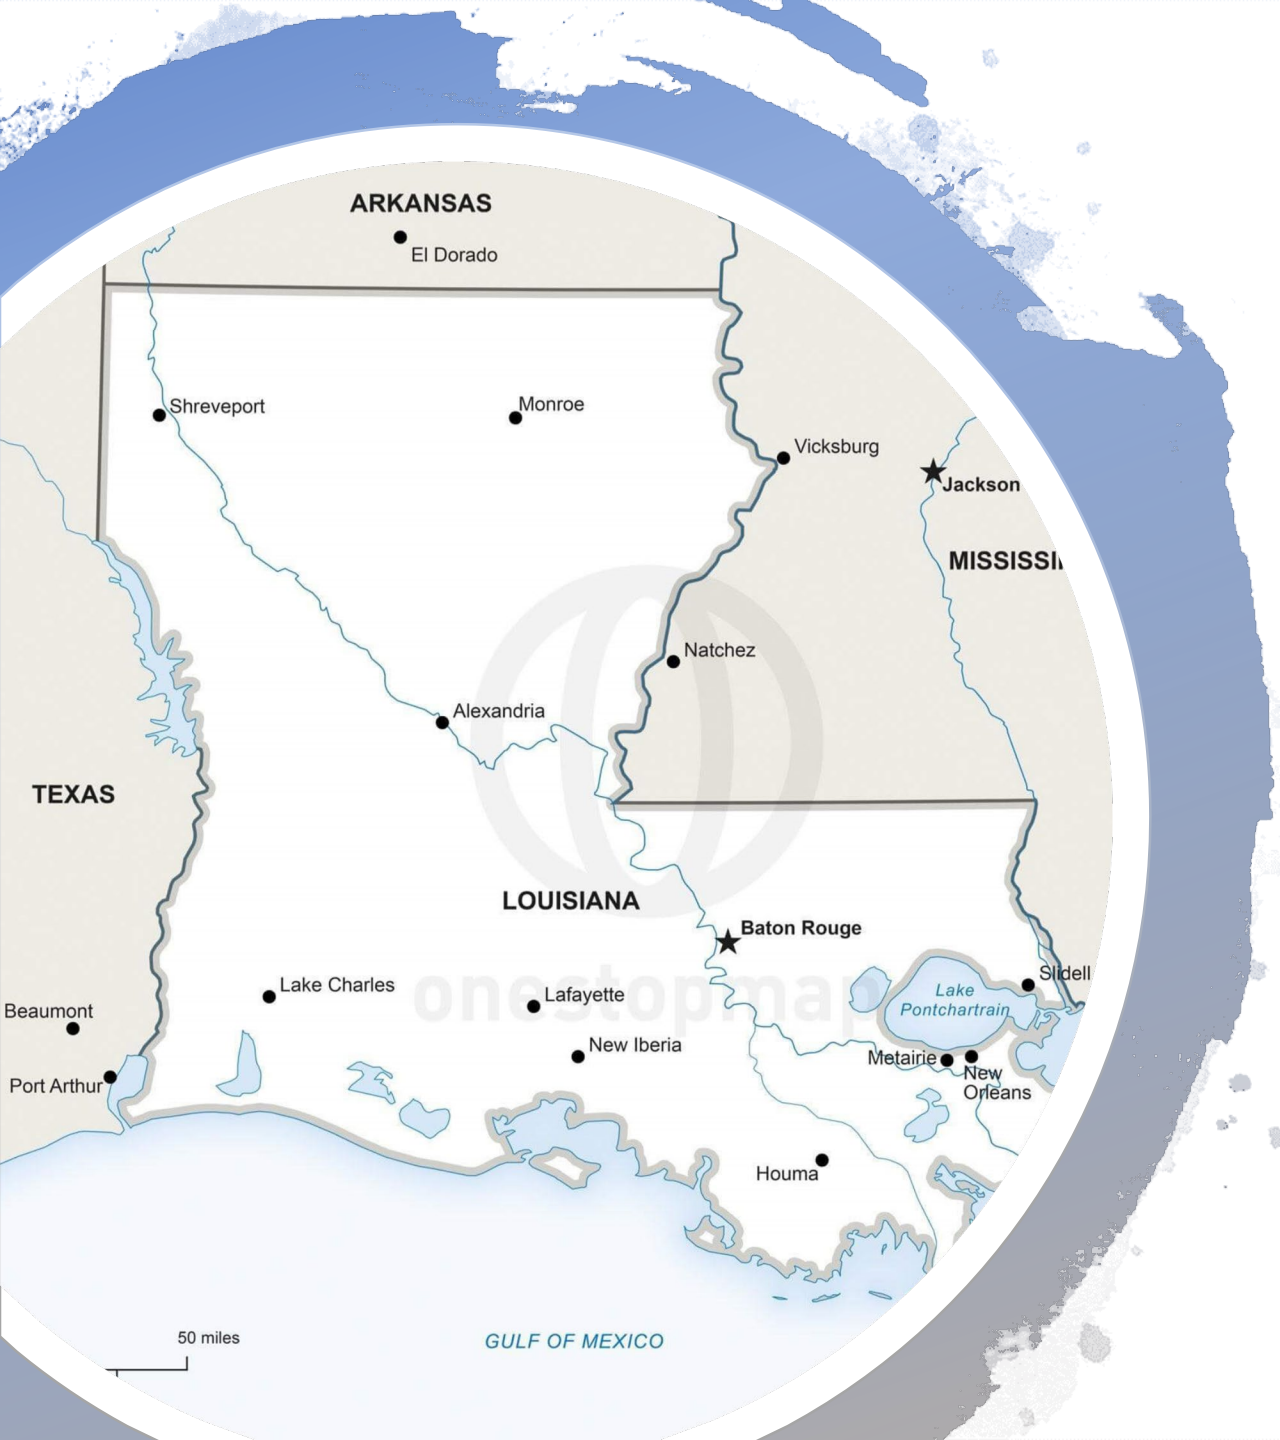 ARKANSAS
El Dorado
Shreveport
Monroe
Vicksburg
Jackson
MISSISSI
Natchez
Alexandria
TEXAS
LOUISIANA
Baton Rouge
Slidell
Lake Charles
Lafayette
onestopmap
Lake
Pontchartrain
Beaumont
New Iberia
Metairie
New
Orleans
Port Arthur
Houma
50 miles
GULF OF MEXICO